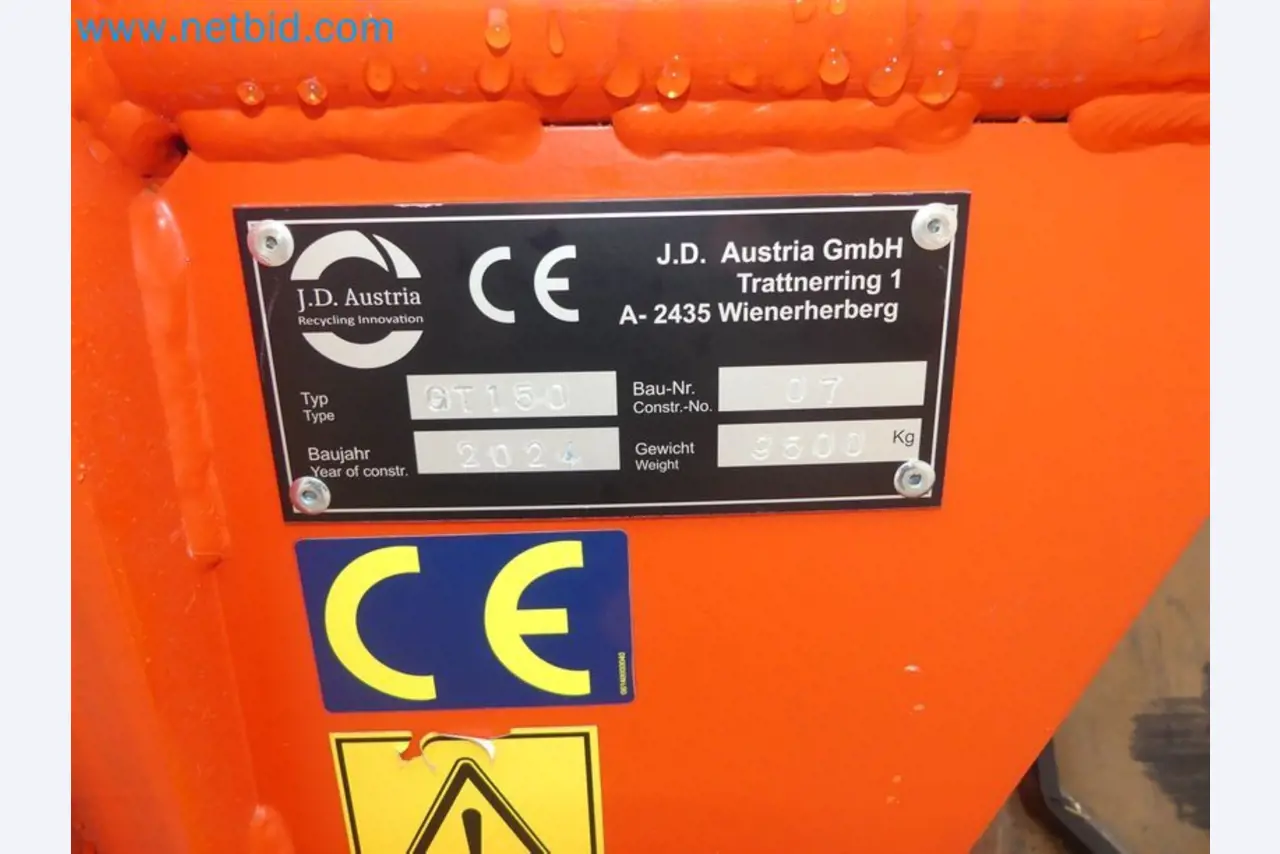 www.netbid.com
J.D. Austria
Recycling Innovation
CE
J.D. Austria GmbH
Trattnerring 1
A- 2435 Wienerherberg
Typ
Type
GT150
Bau-Nr.
Constr.-No.
07
Baujahr
Year of constr.
2024
Gewicht
Weight
Kg
CE